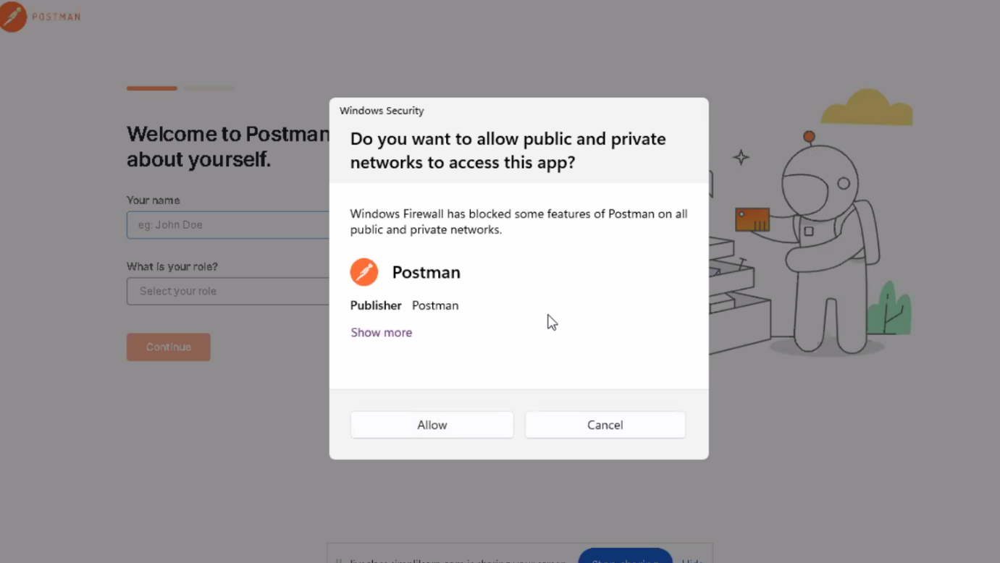 POSTMAN
Welcome to Postman
about yourself.
Your name
eg: John Doe
What is your role?
Select your role
Continue
Windows Security
Do you want to allow public and private
networks to access this app?
Windows Firewall has blocked some features of Postman on all
public and private networks.
Postman
Publisher Postman
Show more
Allow Cancel
is sharing your screen. Stop sharing Hide